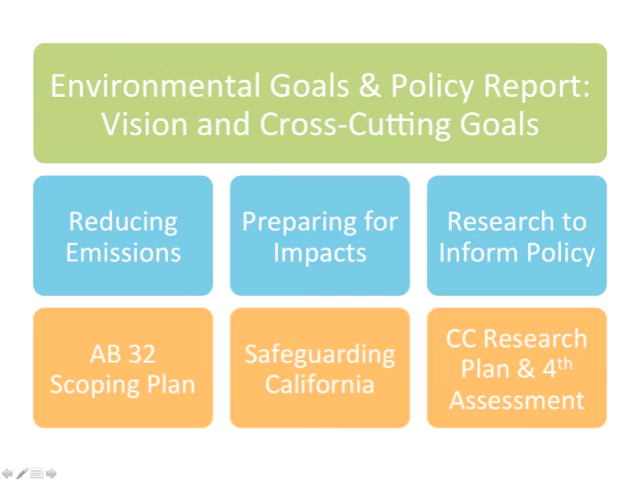 Environmental Goals & Policy Report:
Vision and Cross-Cutting Goals
Reducing
Emissions
Preparing for
Impacts
Research to
Inform Policy
AB 32
Scoping Plan
Safeguarding
California
CC Research
Plan & 4th
Assessment